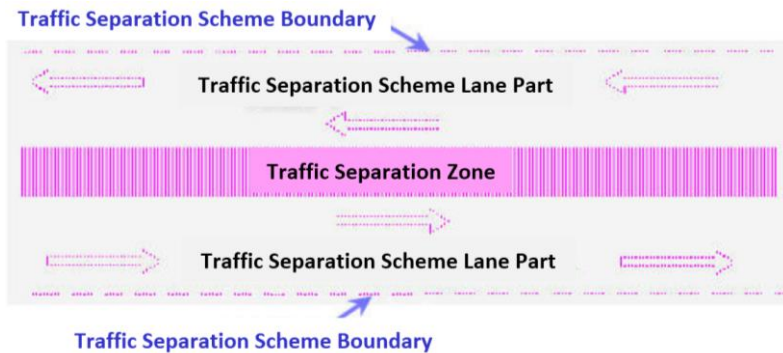 Traffic Separation Scheme Boundary
Traffic Separation Scheme Lane Part
Traffic Separation Zone
Traffic Separation Scheme Lane Part
Traffic Separation Scheme Boundary